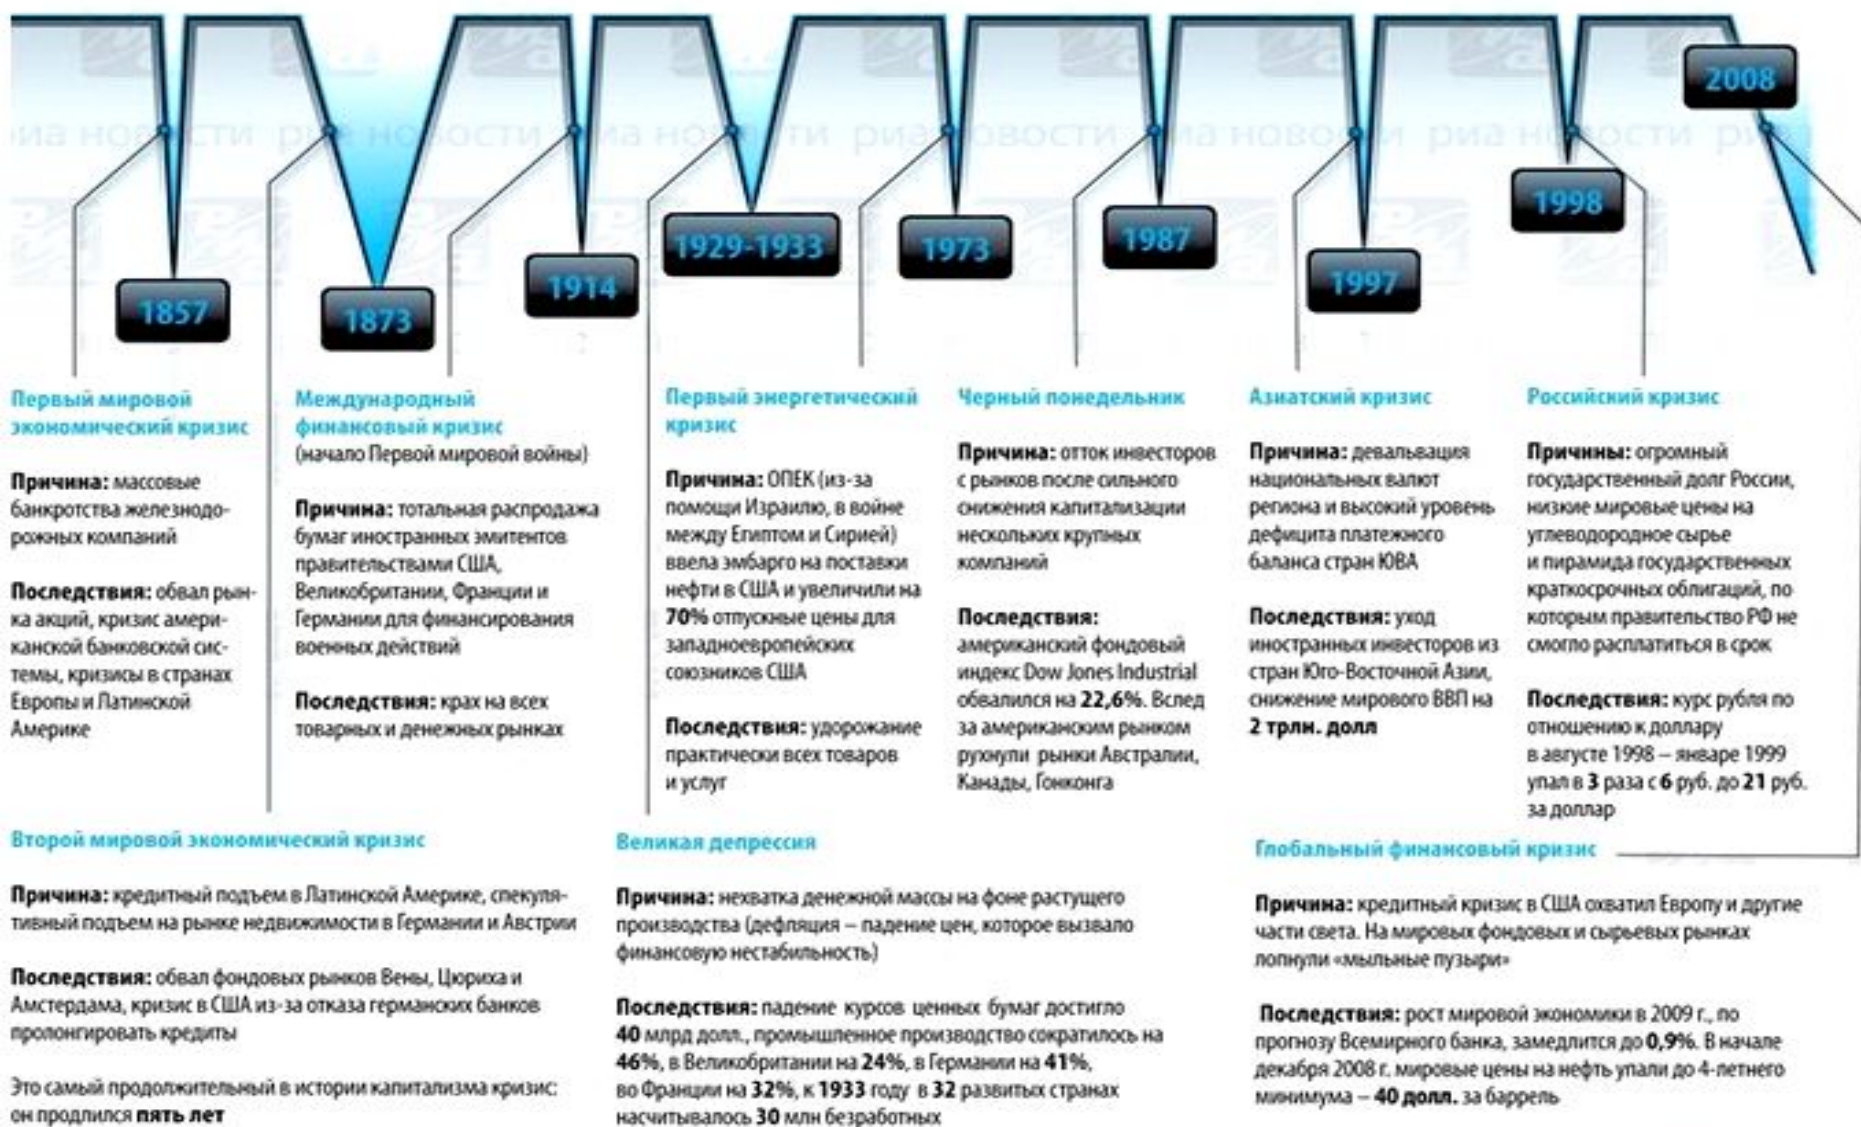 риа новости риа новости риа новости риа новости риа новости риа новости риа
1857
1873
1914
1929-1933
1973
1987
1997
1998
2008
Первый мировой
экономический кризис
Причина: массовые
банкротства железнодо-
рожных компаний
Последствия: обвал рын-
ка акций, кризис амери-
канской банковской сис-
темы, кризисы в странах
Европы и Латинской
Америке
Международный
финансовый кризис
(начало Первой мировой войны)
Причина: тотальная распродажа
бумаг иностранных эмитентов
правительствами США,
Великобритании, Франции и
Германии для финансирования
военных действий
Последствия: крах на всех
товарных и денежных рынках
Первый энергетический
кризис
Причина: ОПЕК (из-за
помощи Израилю, в войне
между Египтом и Сирией)
ввела эмбарго на поставки
нефти в США и увеличили на
70% отпускные цены для
западноевропейских
союзников США
Последствия: удорожание
практически всех товаров
и услуг
Черный понедельник
Причина: отток инвесторов
с рынков после сильного
снижения капитализации
нескольких крупных
компаний
Последствия:
американский фондовый
индекс Dow Jones Industrial
обвалился на 22,6%. Вслед
за американским рынком
рухнули рынки Австралии,
Канады, Гонконга
Азиатский кризис
Причина: девальвация
национальных валют
региона и высокий уровень
дефицита платежного
баланса стран ЮВА
Последствия: уход
иностранных инвесторов из
стран Юго-Восточной Азии,
снижение мирового ВВП на
2 трлн. долл
Российский кризис
Причины: огромный
государственный долг России,
низкие мировые цены на
углеводородное сырье
и пирамида государственных
краткосрочных облигаций, по
которым правительство РФ не
смогло расплатиться в срок
Последствия: курс рубля по
отношению к доллару
в августе 1998 – январе 1999
упал в 3 раза с 6 руб. до 21 руб.
за доллар
Второй мировой экономический кризис
Причина: кредитный подъем в Латинской Америке, спекуля-
тивный подъем на рынке недвижимости в Германии и Австрии
Последствия: обвал фондовых рынков Вены, Цюриха и
Амстердама, кризис в США из-за отказа германских банков
пролонгировать кредиты
Это самый продолжительный в истории капитализма кризис:
он продлился пять лет
Великая депрессия
Причина: нехватка денежной массы на фоне растущего
производства (дефляция – падение цен, которое вызвало
финансовую нестабильность)
Последствия: падение курсов ценных бумаг достигло
40 млрд долл., промышленное производство сократилось на
46%, в Великобритании на 24%, в Германии на 41%,
во Франции на 32%, к 1933 году в 32 развитых странах
насчитывалось 30 млн безработных
Глобальный финансовый кризис
Причина: кредитный кризис в США охватил Европу и другие
части света. На мировых фондовых и сырьевых рынках
лопнули «мыльные пузыри»
Последствия: рост мировой экономики в 2009 г., по
прогнозу Всемирного банка, замедлится до 0,9%. В начале
декабря 2008 г. мировые цены на нефть упали до 4-летнего
минимума – 40 долл. за баррель